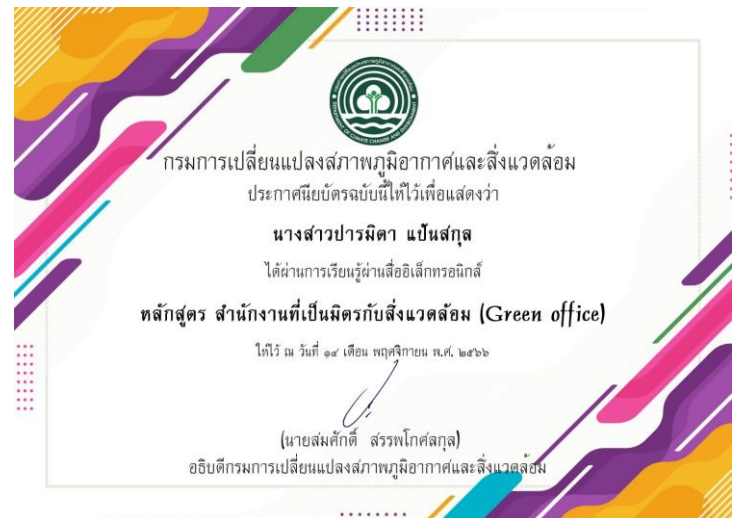 DEPARTMENT OF CLIMATE CHANGE AND ENVIRONMENT
กรมการเปลี่ยนแปลงสภาพภูมิอากาศและสิ่งแวดล้อม
ประกาศนียบัตรฉบับนี้ให้ไว้เพื่อแสดงว่า
นางสาวปารมิตา แป้นสกุล
ได้ผ่านการเรียนรู้ผ่านสื่ออิเล็กทรอนิกส์
หลักสูตร สำนักงานที่เป็นมิตรกับสิ่งแวดล้อม (Green office)
ให้ไว้ ณ วันที่ ๑๔ เดือน พฤศจิกายน พ.ศ. ๒๕๖๖
(นายสมศักดิ์ สรรพโกศลกุล)
อธิบดีกรมการเปลี่ยนแปลงสภาพภูมิอากาศและสิ่งแวดล้อม